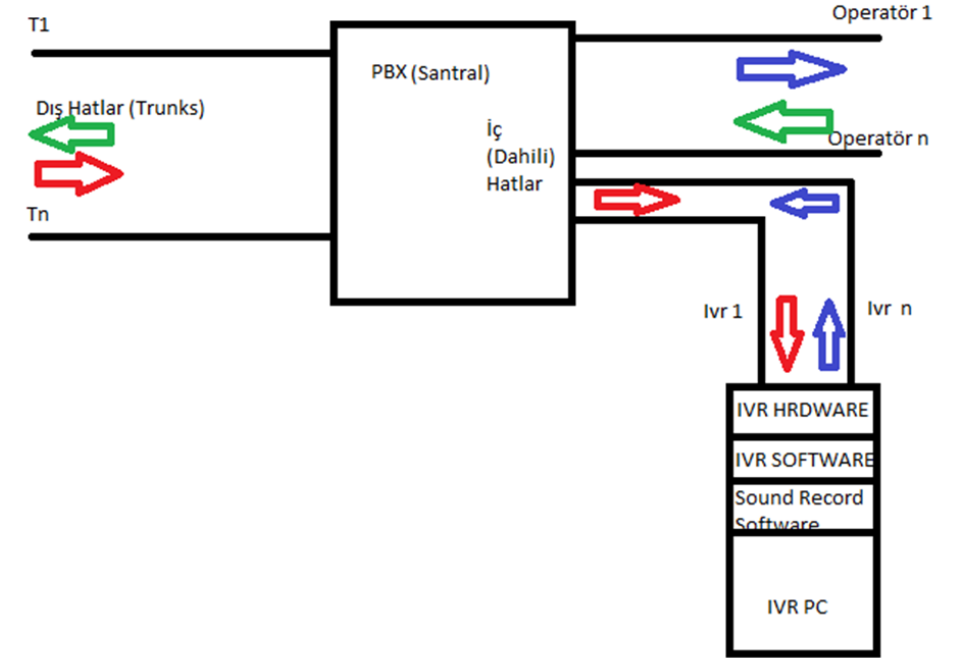 T1
Operatör 1
PBX (Santral)
Dış Hatlar (Trunks)
İç
(Dahili)
Hatlar
Operatör n
Tn
Ivr 1
Ivr n
IVR HRDWARE
IVR SOFTWARE
Sound Record
Software
IVR PC